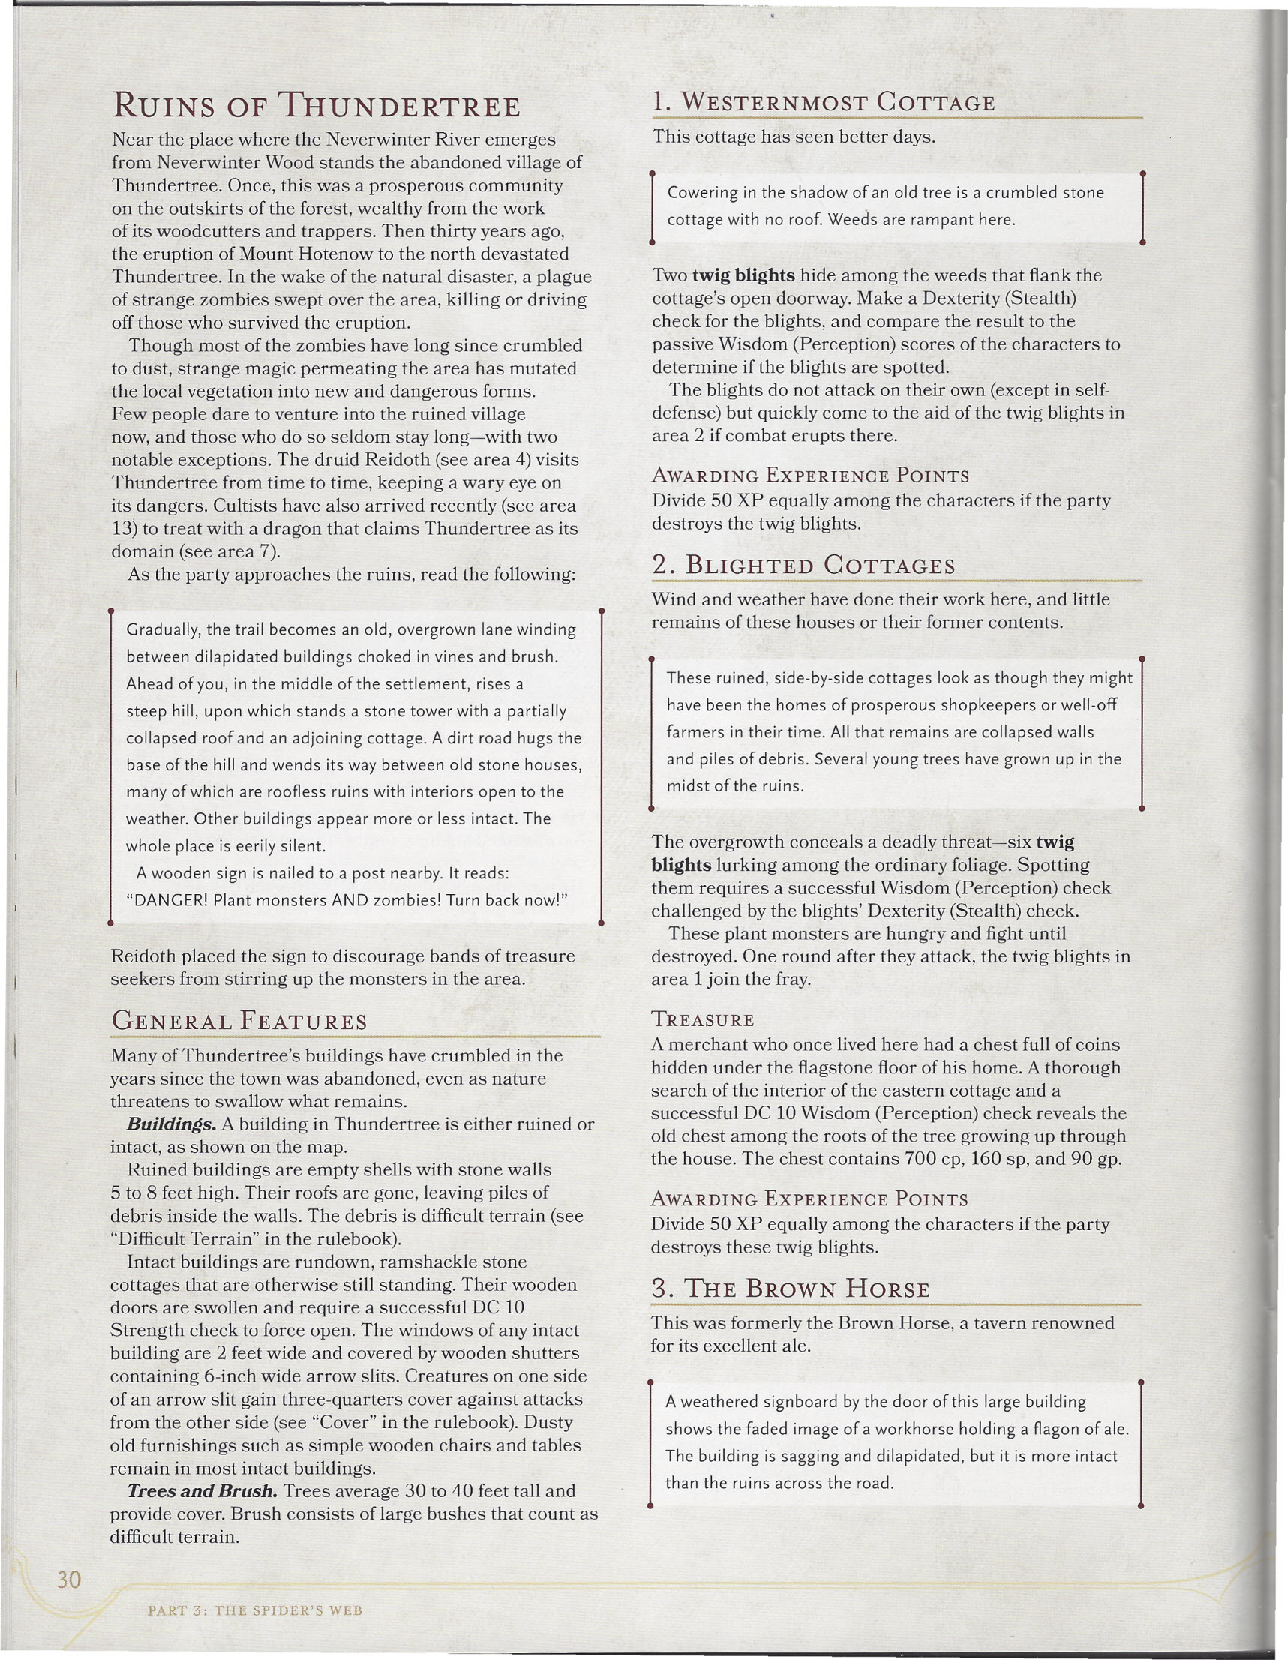 RUINS OF THUNDERTREE
Near the place where the Neverwinter River emerges
from Neverwinter Wood stands the abandoned village of
Thundertree. Once, this was a prosperous community
on the outskirts of the forest, wealthy from the work
of its woodcutters and trappers. Then thirty years ago,
the eruption of Mount Hotenow to the north devastated
Thundertree. In the wake of the natural disaster, a plague
of strange zombies swept over the area, killing or driving
off those who survived the eruption.
Though most of the zombies have long since crumbled
to dust, strange magic permeating the area has mutated
the local vegetation into new and dangerous forms.
Few people dare to venture into the ruined village
now, and those who do so seldom stay long—with two
notable exceptions. The druid Reidoth (see area 4) visits
Thundertree from time to time, keeping a wary eye on
its dangers. Cultists have also arrived recently (see area
13) to treat with a dragon that claims Thundertree as its
domain (see area 7).
As the party approaches the ruins, read the following:
Gradually, the trail becomes an old, overgrown lane winding
between dilapidated buildings choked in vines and brush.
Ahead of you, in the middle of the settlement, rises a
steep hill, upon which stands a stone tower with a partially
collapsed roof and an adjoining cottage. A dirt road hugs the
base of the hill and wends its way between old stone houses,
many of which are roofless ruins with interiors open to the
weather. Other buildings appear more or less intact. The
whole place is eerily silent.
A wooden sign is nailed to a post nearby. It reads:
"DANGER! Plant monsters AND zombies! Turn back now!"
Reidoth placed the sign to discourage bands of treasure
seekers from stirring up the monsters in the area.
GENERAL FEATURES
Many of Thundertree's buildings have crumbled in the
years since the town was abandoned, even as nature
threatens to swallow what remains.
Buildings. A building in Thundertree is either ruined or
intact, as shown on the map.
Ruined buildings are empty shells with stone walls
5 to 8 feet high. Their roofs are gone, leaving piles of
debris inside the walls. The debris is difficult terrain (see
"Difficult Terrain" in the rulebook).
Intact buildings are rundown, ramshackle stone
cottages that are otherwise still standing. Their wooden
doors are swollen and require a successful DC 10
Strength check to force open. The windows of any intact
building are 2 feet wide and covered by wooden shutters
containing 6-inch wide arrow slits. Creatures on one side
of an arrow slit gain three-quarters cover against attacks
from the other side (see "Cover" in the rulebook). Dusty
old furnishings such as simple wooden chairs and tables
remain in most intact buildings.
Trees and Brush. Trees average 30 to 40 feet tall and
provide cover. Brush consists of large bushes that count as
difficult terrain.
1. WESTERNMOST COTTAGE
This cottage has seen better days.
Cowering in the shadow of an old tree is a crumbled stone
cottage with no roof. Weeds are rampant here.
Two twig blights hide among the weeds that flank the
cottage's open doorway. Make a Dexterity (Stealth)
check for the blights, and compare the result to the
passive Wisdom (Perception) scores of the characters to
determine if the blights are spotted.
The blights do not attack on their own (except in self-
defense) but quickly come to the aid of the twig blights in
area 2 if combat erupts there.
AWARDING EXPERIENCE POINTS
Divide 50 XP equally among the characters if the party
destroys the twig blights.
2. BLIGHTED COTTAGES
Wind and weather have done their work here, and little
remains of these houses or their former contents.
These ruined, side-by-side cottages look as though they might
have been the homes of prosperous shopkeepers or well-off
farmers in their time. All that remains are collapsed walls
and piles of debris. Several young trees have grown up in the
midst of the ruins.
The overgrowth conceals a deadly threat—six twig
blights lurking among the ordinary foliage. Spotting
them requires a successful Wisdom (Perception) check
challenged by the blights' Dexterity (Stealth) check.
These plant monsters are hungry and fight until
destroyed. One round after they attack, the twig blights in
area 1 join the fray.
TREASURE
A merchant who once lived here had a chest full of coins
hidden under the flagstone floor of his home. A thorough
search of the interior of the eastern cottage and a
successful DC 10 Wisdom (Perception) check reveals the
old chest among the roots of the tree growing up through
the house. The chest contains 700 cp, 160 sp, and 90 gp.
AWARDING EXPERIENCE POINTS
Divide 50 XP equally among the characters if the party
destroys these twig blights.
3. THE BROWN HORSE
This was formerly the Brown Horse, a tavern renowned
for its excellent ale.
A weathered signboard by the door of this large building
shows the faded image of a workhorse holding a flagon of ale.
The building is sagging and dilapidated, but it is more intact
than the ruins across the road.
30
PART 3: THE SPIDER'S WEB